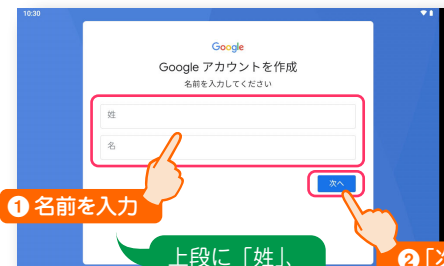 10:30
Google
Google アカウントを作成
名前を入力してください
姓
名
次へ
1 名前を入力
上段に「姓」、
2「次